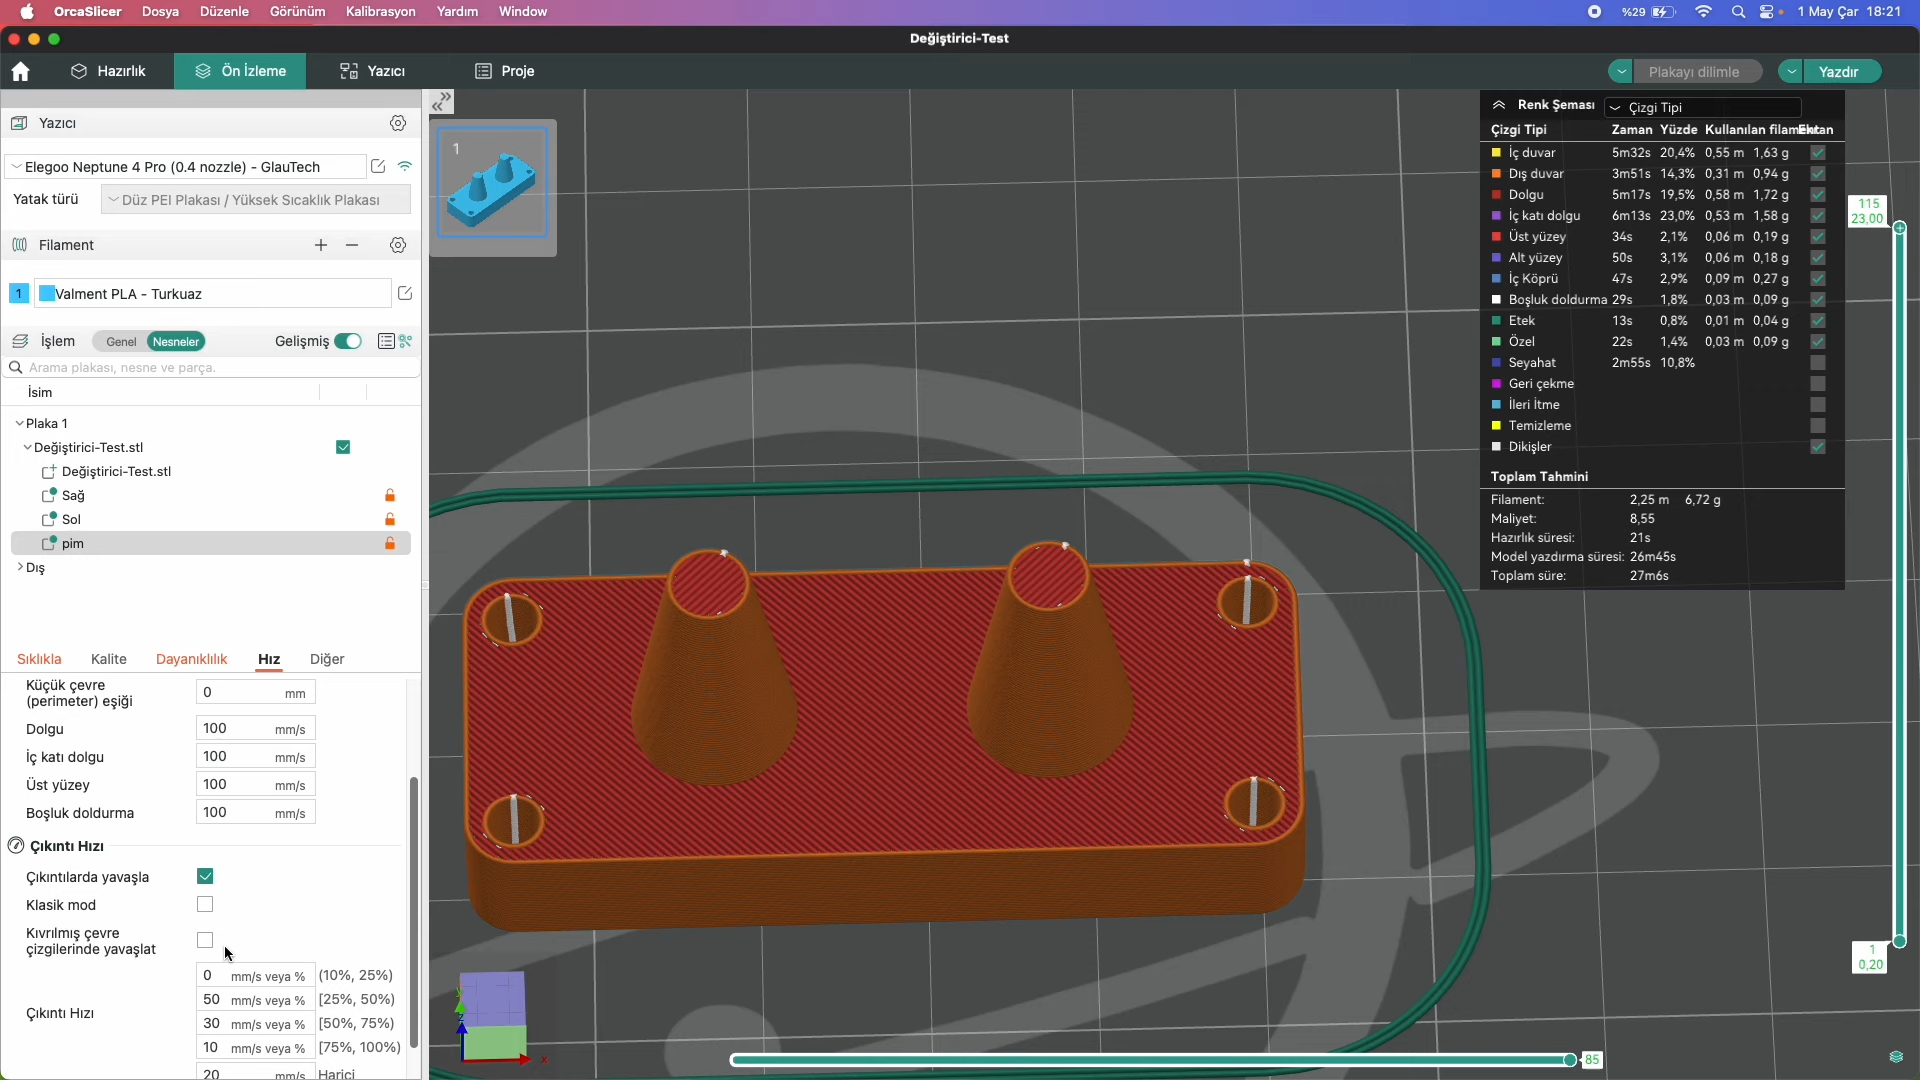 OrcaSlicer Dosya Düzenle Görünüm Kalibrasyon Yardım Window
%29 1 May Çar 18:21
Değiştirici-Test
Hazırlık Ön İzleme Yazıcı Proje
Plakayı dilimle Yazdır
Yazıcı
Elegoo Neptune 4 Pro (0.4 nozzle) - GlauTech
Yatak türü Düz PEI Plakası / Yüksek Sıcaklık Plakası
Filament
1 Valment PLA - Turkuaz
İşlem Genel Nesneler Gelişmiş
Arama plakası, nesne ve parça.
İsim
Plaka 1
Değiştirici-Test.stl
Değiştirici-Test.stl
Sağ
Sol
pim
Dış
Sıklıkla Kalite Dayanıklılık Hız Diğer
Küçük çevre
(perimeter) eşiği 0 mm
Dolgu 100 mm/s
İç katı dolgu 100 mm/s
Üst yüzey 100 mm/s
Boşluk doldurma 100 mm/s
Çıkıntı Hızı
Çıkıntılarda yavaşla
Klasik mod
Kıvrılmış çevre
çizgilerinde yavaşlat
0 mm/s veya % (10%, 25%)
50 mm/s veya % [25%, 50%)
Çıkıntı Hızı
30 mm/s veya % [50%, 75%)
10 mm/s veya % [75%, 100%)
20 mm/s Harici
1
Renk Şeması Çizgi Tipi
Çizgi Tipi Zaman Yüzde Kullanılan filament
İç duvar 5m32s 20,4% 0,55 m 1,63 g
Dış duvar 3m51s 14,3% 0,31 m 0,94 g
Dolgu 5m17s 19,5% 0,58 m 1,72 g
İç katı dolgu 6m13s 23,0% 0,53 m 1,58 g
Üst yüzey 34s 2,1% 0,06 m 0,19 g
Alt yüzey 50s 3,1% 0,06 m 0,18 g
İç Köprü 47s 2,9% 0,09 m 0,27 g
Boşluk doldurma 29s 1,8% 0,03 m 0,09 g
Etek 13s 0,8% 0,01 m 0,04 g
Özel 22s 1,4% 0,03 m 0,09 g
Seyahat 2m55s 10,8%
Geri çekme
İleri İtme
Temizleme
Dikişler
Toplam Tahmini
Filament: 2,25 m 6,72 g
Maliyet: 8,55
Hazırlık süresi: 21s
Model yazdırma süresi: 26m45s
Toplam süre: 27m6s
115
23,00
1
0,20
85
Y
Z
X